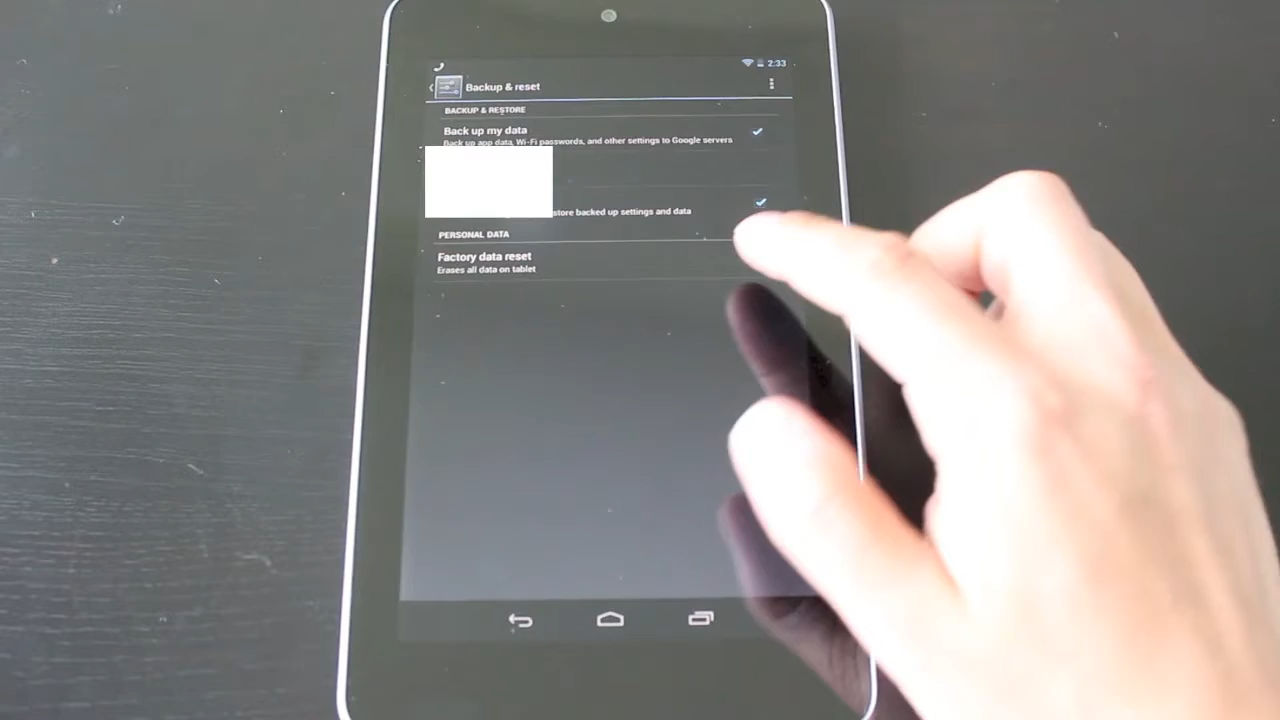 2:33
Backup & reset
BACKUP & RESTORE
Back up my data
Back up app data, Wi-Fi passwords, and other settings to Google servers
store backed up settings and data
PERSONAL DATA
Factory data reset
Erases all data on tablet